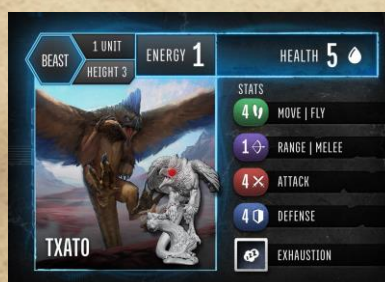 BEAST
1 UNIT
HEIGHT 3
ENERGY 1
HEALTH 5
STATS
4 MOVE | FLY
1 RANGE | MELEE
4 ATTACK
4 DEFENSE
EXHAUSTION
TXATO